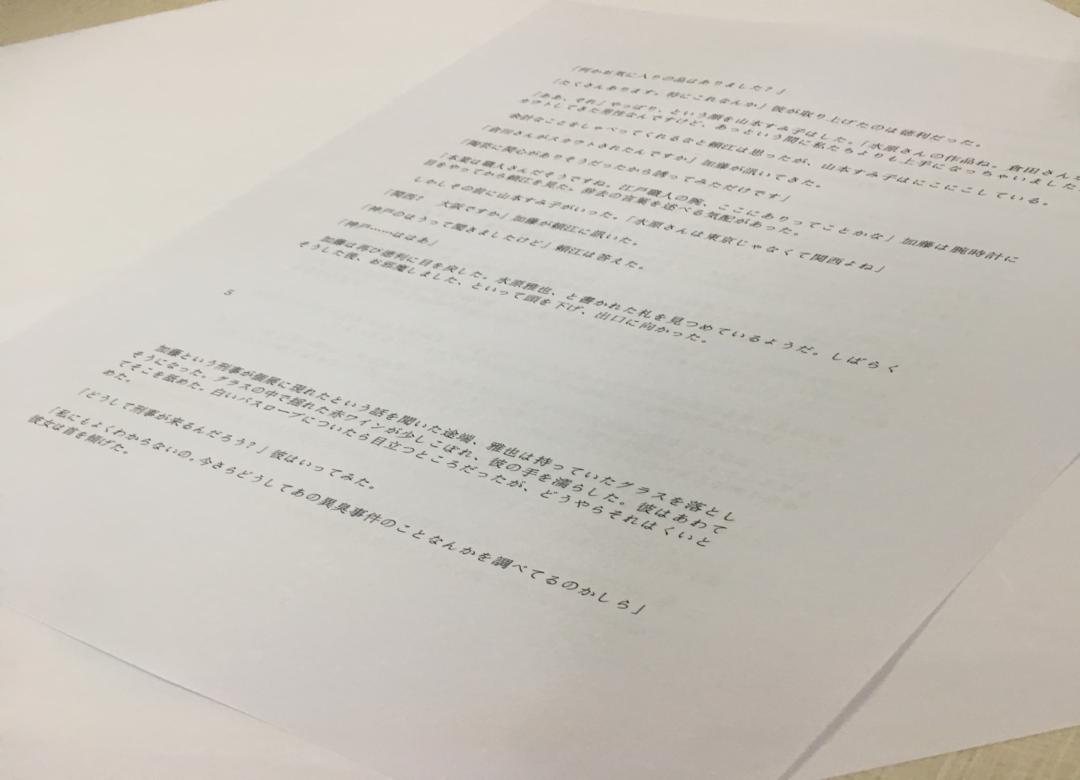 「何かお気に入りの品はありました？」
「たくさんあります。特にこれなんか」彼が取り上げたのは徳利だった。
「ああ、それ」やっぱり、という顔を山本すみ子はした。「水原さんの作品ね。倉田さんが
カウトしてきた男性なんですけど、あっという間に私たちよりも上手になっちゃいました
余計なことをしゃべってくれるなと頼江は思ったが、山本すみ子はにこにこしている。
「倉田さんがスカウトされたんですか」加藤が訊いてきた。
「陶芸に関心がありそうだったから誘ってみただけです」
「本業は職人さんだそうですね。江戸職人の腕、ここにありってことかな」加藤は腕時計に
目をやってから頼江を見た。辞去の言葉を述べる気配があった。
しかしその前に山本すみ子がいった。「水原さんは東京じゃなくて関西よね」
「関西？　大阪ですか」加藤が頼江に訊いた。
「神戸のほうって聞きましたけど」頼江は答えた。
「神戸……ははあ」
加藤は再び徳利に目を戻した。水原雅也、と書かれた札を見つめているようだ。しばらく
そうした後、お邪魔しました、といって頭を下げ、出口に向かった。
5
加藤という刑事が個展に現れたという話を聞いた途端、雅也は持っていたグラスを落とし
そうになった。グラスの中で揺れた赤ワインが少しこぼれ、彼の手を濡らした。彼はあわて
てそこを舐めた。白いバスローブについたら目立つところだったが、どうやらそれはくいと
めた。
「どうして刑事が来るんだろう？」彼はいってみた。
「私にもよくわからないの。今さらどうしてあの異臭事件のことなんかを調べてるのかしら」
彼女は首を傾げた。